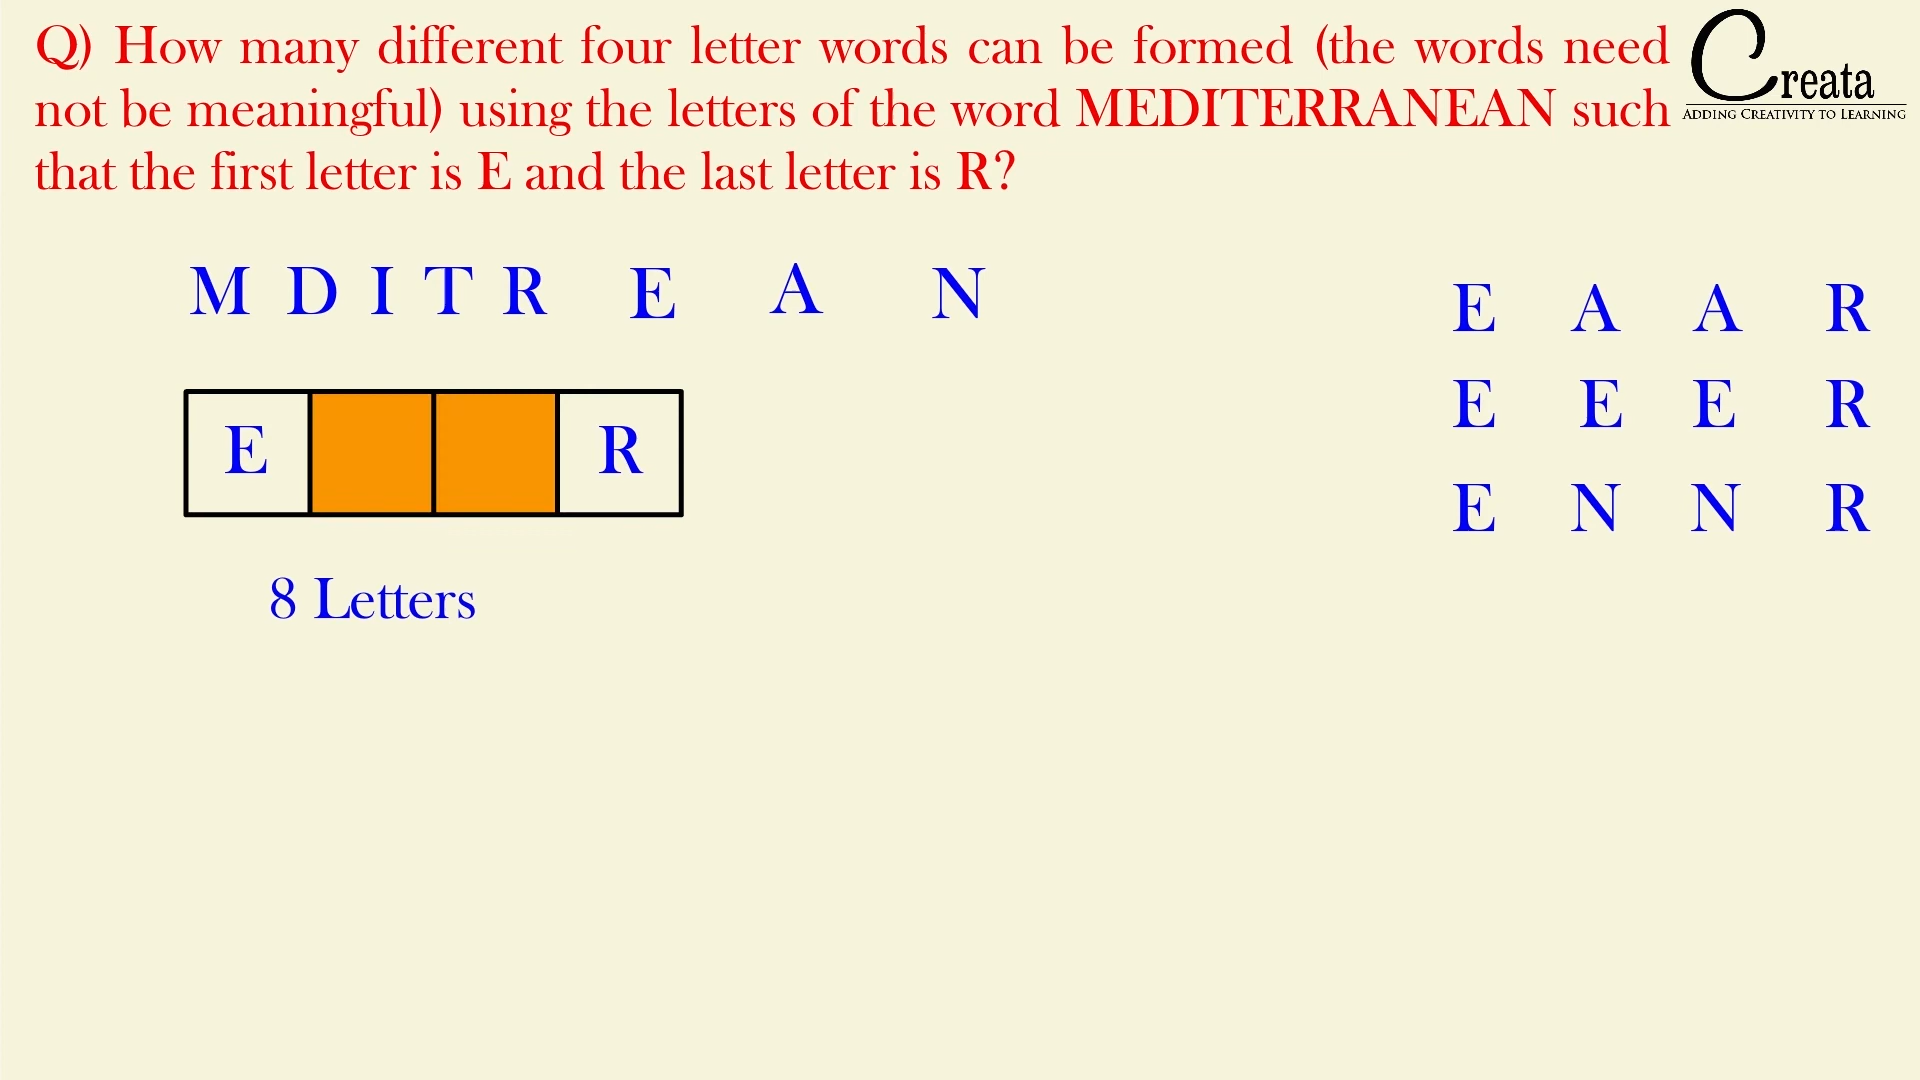 Q) How many different four letter words can be formed (the words need
not be meaningful) using the letters of the word MEDITERRANEAN such
that the first letter is E and the last letter is R?
Creata
ADDING CREATIVITY TO LEARNING
M D I T R E A N
E A A R
E E E R
E N N R
E R
8 Letters